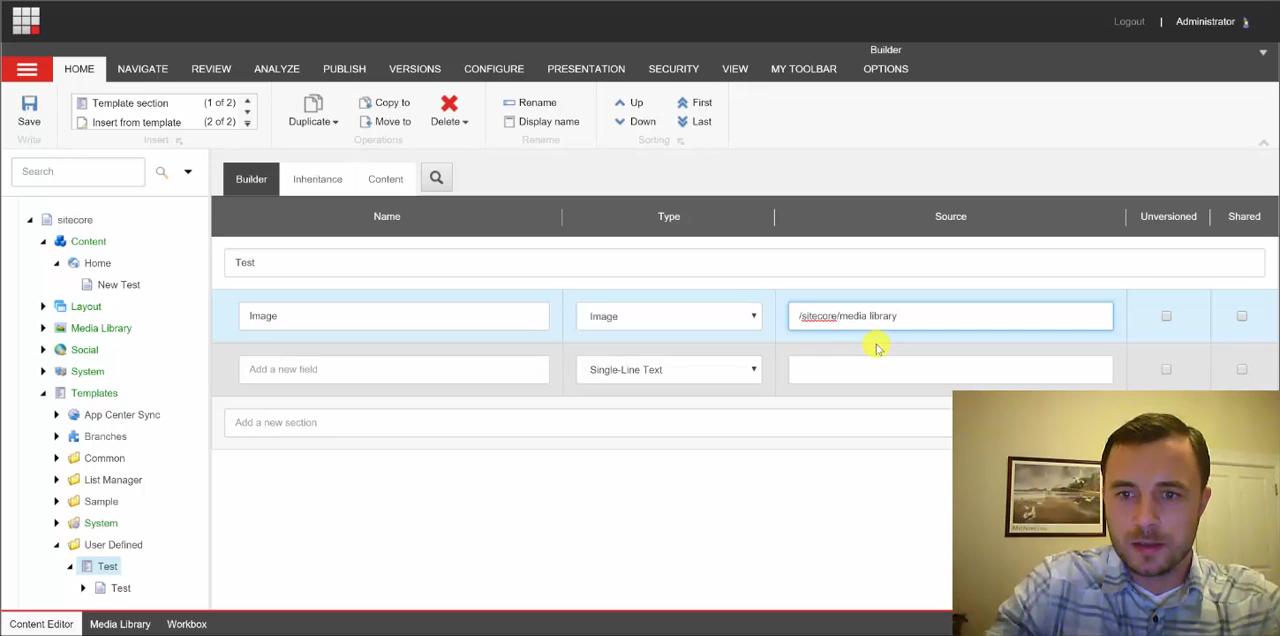 Logout | Administrator
Builder
HOME NAVIGATE REVIEW ANALYZE PUBLISH VERSIONS CONFIGURE PRESENTATION SECURITY VIEW MY TOOLBAR OPTIONS
Template section (1 of 2)
Insert from template (2 of 2)
Save
Write
Insert
Duplicate
Copy to
Move to
Delete
Operations
Rename
Display name
Rename
Up
Down
First
Last
Sorting
Search
Builder Inheritance Content
Name Type Source Unversioned Shared
Test
Image Image /sitecore/media library
Add a new field Single-Line Text
Add a new section
sitecore
Content
Home
New Test
Layout
Media Library
Social
System
Templates
App Center Sync
Branches
Common
List Manager
Sample
System
User Defined
Test
Test
Content Editor Media Library Workbox